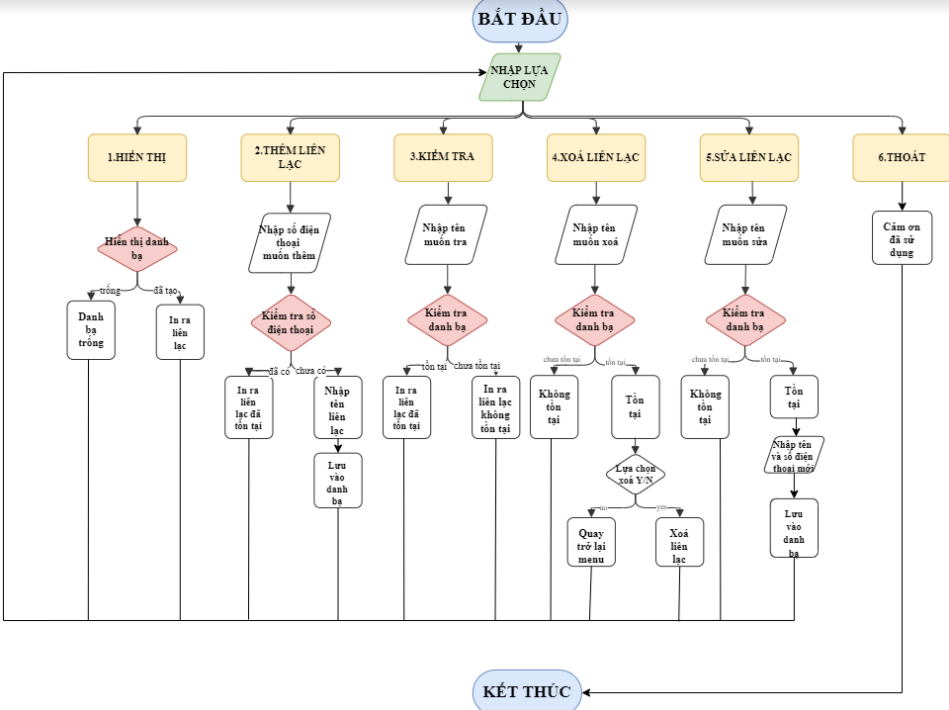 BẮT ĐẦU
NHẬP LỰA
CHỌN
1.HIỂN THỊ
2.THÊM LIÊN
LẠC
3.KIỂM TRA
4.XOÁ LIÊN LẠC
5.SỬA LIÊN LẠC
6.THOÁT
Hiển thị danh
bạ
trống
đã tạo
Danh
bạ
trống
In ra
liên
lạc
Nhập số điện
thoại
muốn thêm
Kiểm tra số
điện thoại
đã có
chưa có
In ra
liên
lạc đã
tồn tại
Nhập
tên liên
lạc
Lưu
vào
danh
bạ
Nhập tên
muốn tra
Kiểm tra
danh bạ
tồn tại
chưa tồn tại
In ra
liên
lạc đã
tồn tại
In ra
liên lạc
không
tồn tại
Nhập tên
muốn xoá
Kiểm tra
danh bạ
chưa tồn tại
tồn tại
Không
tồn
tại
Tồn
tại
Lựa chọn
xoá Y/N
no
yes
Quay
trở lại
menu
Xoá
liên
lạc
Nhập tên
muốn sửa
Kiểm tra
danh bạ
chưa tồn tại
tồn tại
Không
tồn
tại
Tồn
tại
Nhập tên
và số điện
thoại mới
Lưu
vào
danh
bạ
Cảm ơn
đã sử
dụng
KẾT THÚC